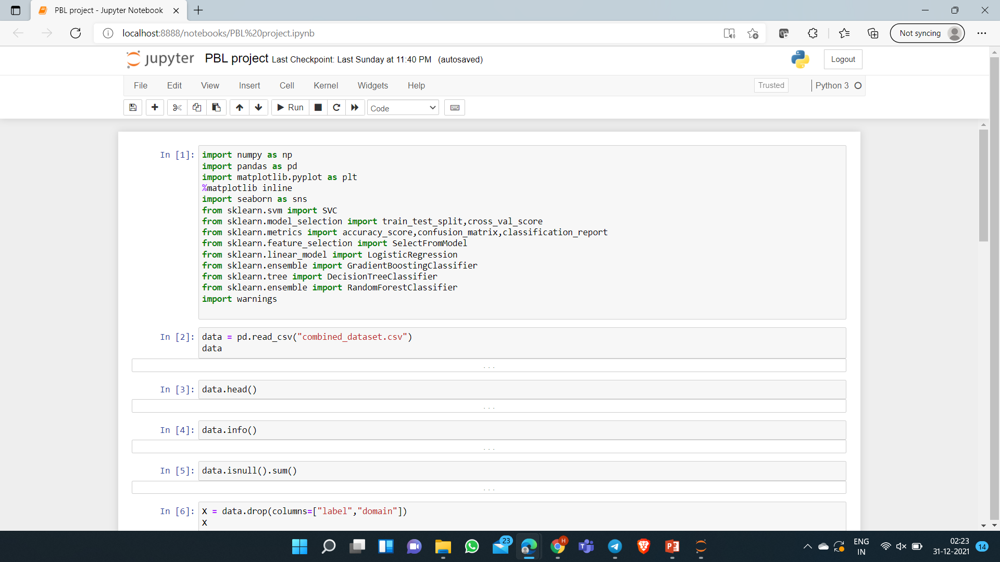 PBL project - Jupyter Notebook
localhost:8888/notebooks/PBL%20project.ipynb
Not syncing
jupyter PBL project Last Checkpoint: Last Sunday at 11:40 PM (autosaved)
Logout
File Edit View Insert Cell Kernel Widgets Help
Trusted
Python 3
Run
Code
In [1]:
import numpy as np
import pandas as pd
import matplotlib.pyplot as plt
%matplotlib inline
import seaborn as sns
from sklearn.svm import SVC
from sklearn.model_selection import train_test_split,cross_val_score
from sklearn.metrics import accuracy_score,confusion_matrix,classification_report
from sklearn.feature_selection import SelectFromModel
from sklearn.linear_model import LogisticRegression
from sklearn.ensemble import GradientBoostingClassifier
from sklearn.tree import DecisionTreeClassifier
from sklearn.ensemble import RandomForestClassifier
import warnings
In [2]:
data = pd.read_csv("combined_dataset.csv")
data
...
In [3]:
data.head()
...
In [4]:
data.info()
...
In [5]:
data.isnull().sum()
...
In [6]:
X = data.drop(columns=["label","domain"])
X
23
H
ENG
IN
02:23
31-12-2021
14